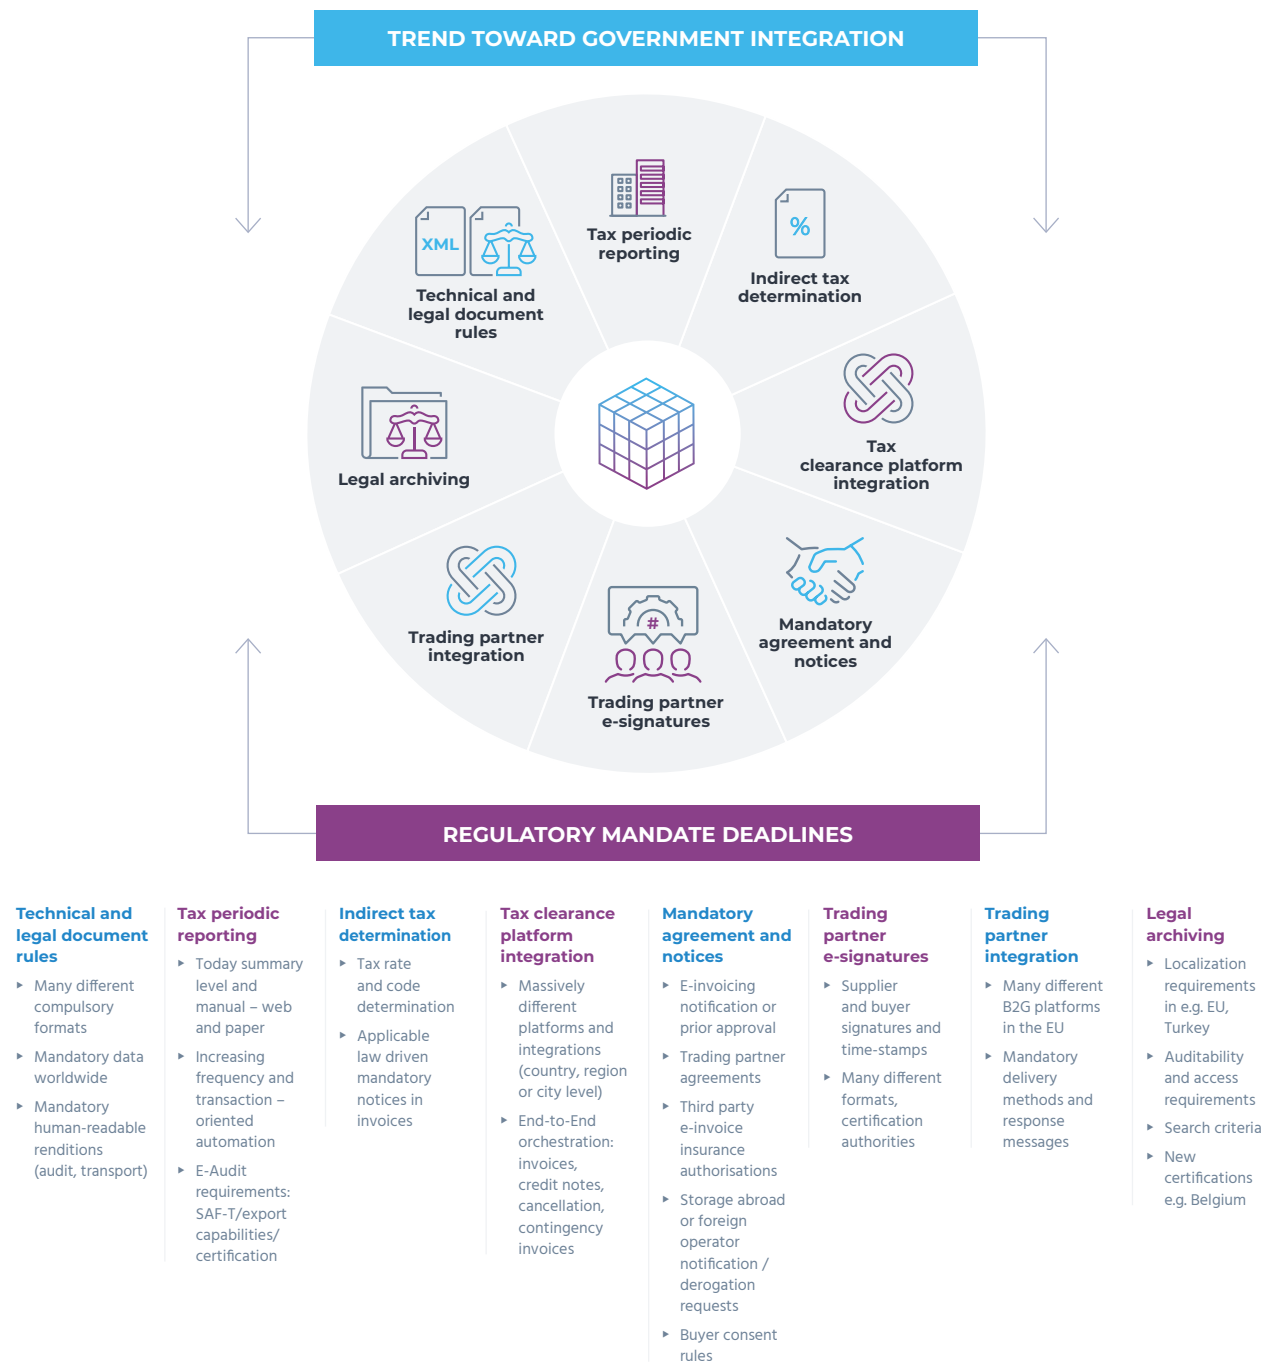 TREND TOWARD GOVERNMENT INTEGRATION
Tax periodic
reporting
%
Indirect tax
determination
XML
Technical and
legal document
rules
Tax
clearance platform
integration
Legal archiving
Mandatory
agreement and
notices
Trading partner
integration
#
Trading partner
e-signatures
REGULATORY MANDATE DEADLINES
Technical and
legal document
rules
▸ Many different
compulsory
formats
▸ Mandatory data
worldwide
▸ Mandatory
human-readable
renditions
(audit, transport)
Tax periodic
reporting
▸ Today summary
level and
manual – web
and paper
▸ Increasing
frequency and
transaction –
oriented
automation
▸ E-Audit
requirements:
SAF-T/export
capabilities/
certification
Indirect tax
determination
▸ Tax rate
and code
determination
▸ Applicable
law driven
mandatory
notices in
invoices
Tax clearance
platform
integration
▸ Massively
different
platforms and
integrations
(country, region
or city level)
▸ End-to-End
orchestration:
invoices,
credit notes,
cancellation,
contingency
invoices
Mandatory
agreement and
notices
▸ E-invoicing
notification or
prior approval
▸ Trading partner
agreements
▸ Third party
e-invoice
insurance
authorisations
▸ Storage abroad
or foreign
operator
notification /
derogation
requests
▸ Buyer consent
rules
Trading
partner
e-signatures
▸ Supplier
and buyer
signatures and
time-stamps
▸ Many different
formats,
certification
authorities
Trading
partner
integration
▸ Many different
B2G platforms
in the EU
▸ Mandatory
delivery
methods and
response
messages
Legal
archiving
▸ Localization
requirements
in e.g. EU,
Turkey
▸ Auditability
and access
requirements
▸ Search criteria
▸ New
certifications
e.g. Belgium